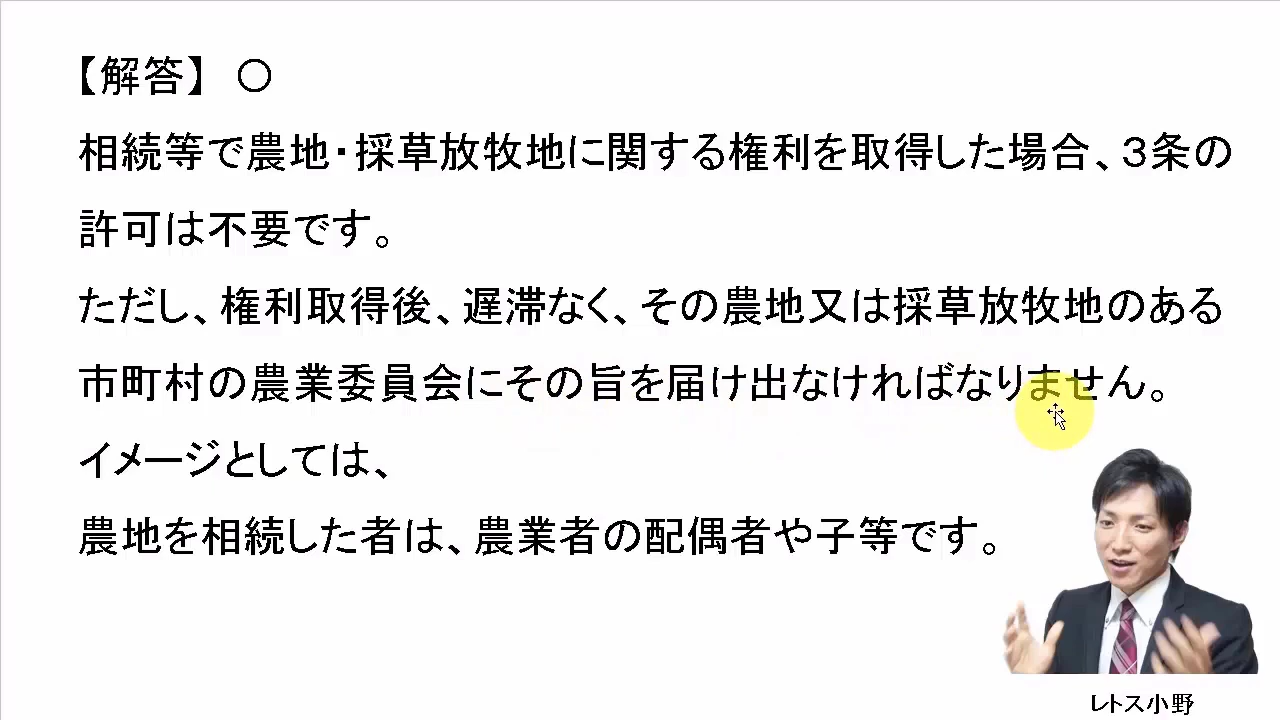 【解答】 〇
相続等で農地・採草放牧地に関する権利を取得した場合、3条の
許可は不要です。
ただし、権利取得後、遅滞なく、その農地又は採草放牧地のある
市町村の農業委員会にその旨を届け出なければなりません。
イメージとしては、
農地を相続した者は、農業者の配偶者や子等です。
レトス小野